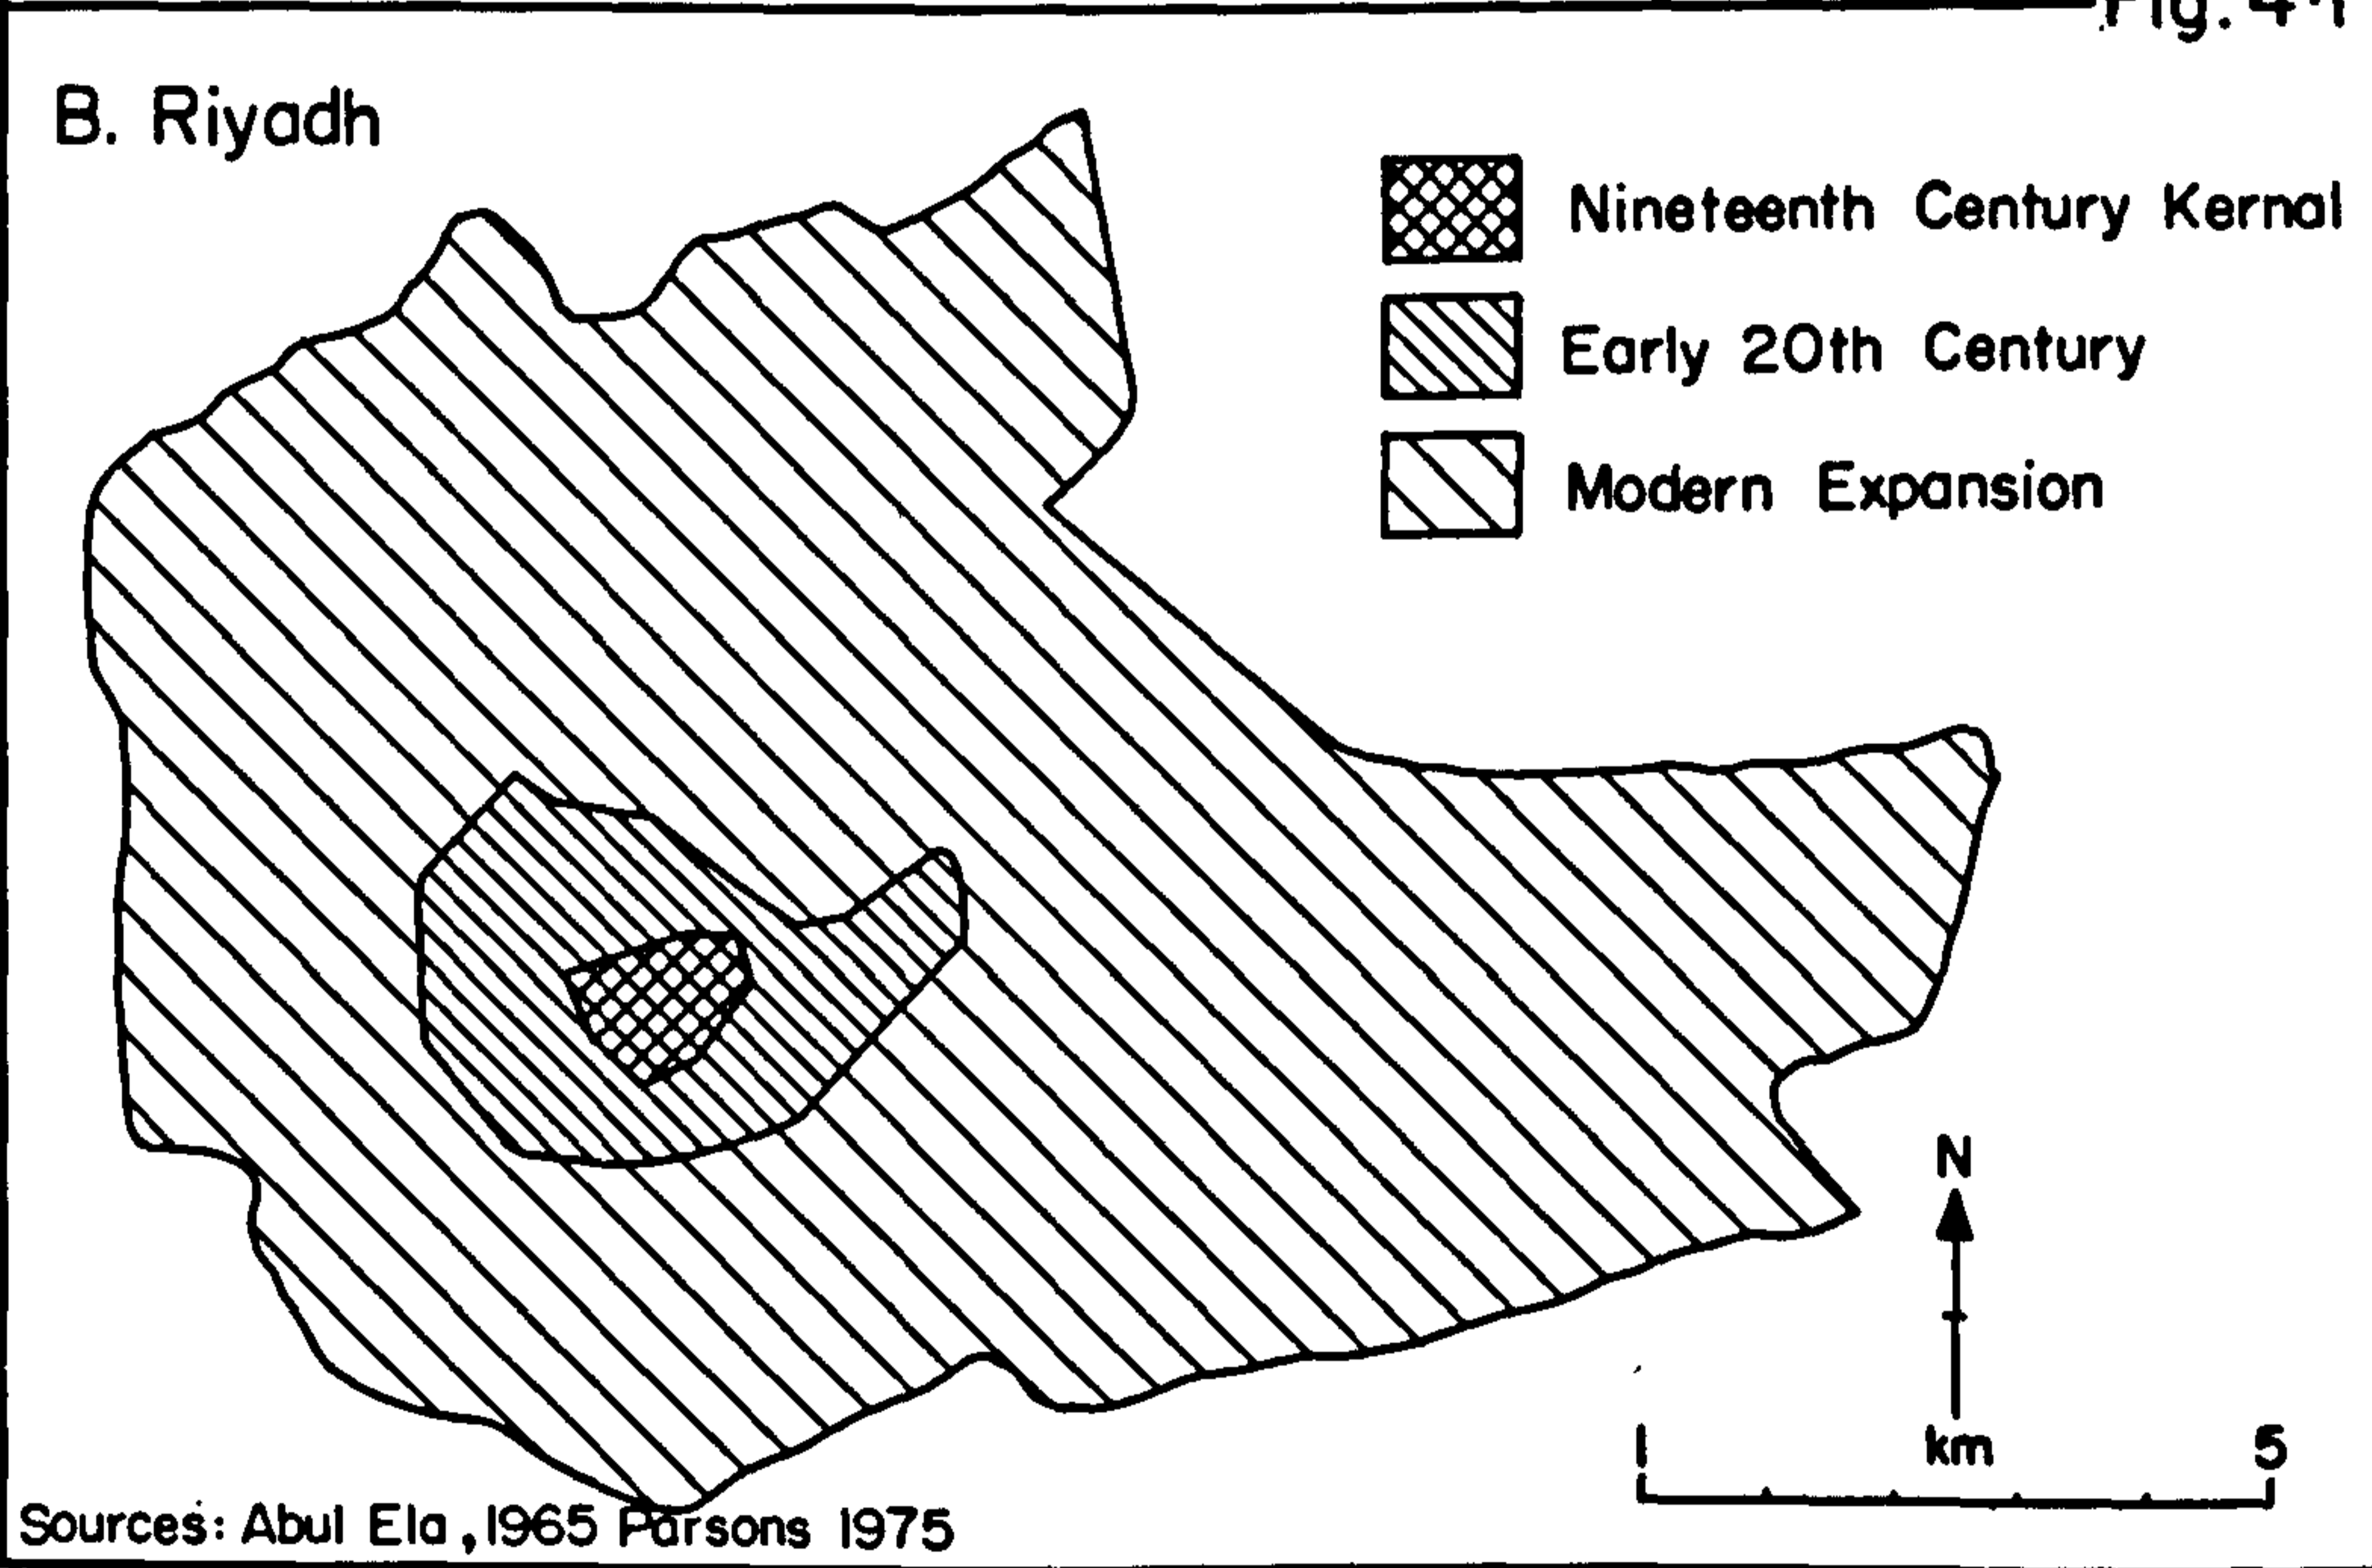 Fig. 4·1
B. Riyadh
Nineteenth Century Kernal
Early 20th Century
Modern Expansion
N
1 km 5
Sources: Abul Ela, 1965 Parsons 1975